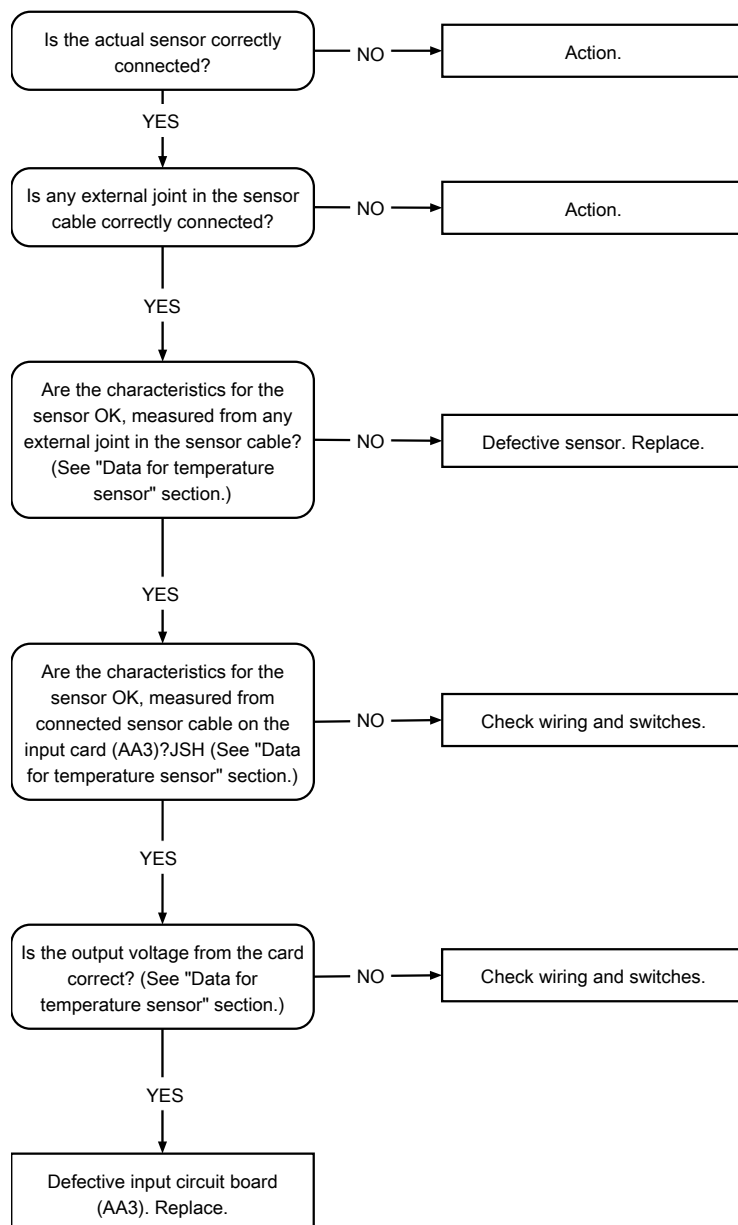 Is the actual sensor correctly
connected?
NO
Action.
YES
Is any external joint in the sensor
cable correctly connected?
NO
Action.
YES
Are the characteristics for the
sensor OK, measured from any
external joint in the sensor cable?
(See "Data for temperature
sensor" section.)
NO
Defective sensor. Replace.
YES
Are the characteristics for the
sensor OK, measured from
connected sensor cable on the
input card (AA3)?JSH (See "Data
for temperature sensor" section.)
NO
Check wiring and switches.
YES
Is the output voltage from the card
correct? (See "Data for
temperature sensor" section.)
NO
Check wiring and switches.
YES
Defective input circuit board
(AA3). Replace.